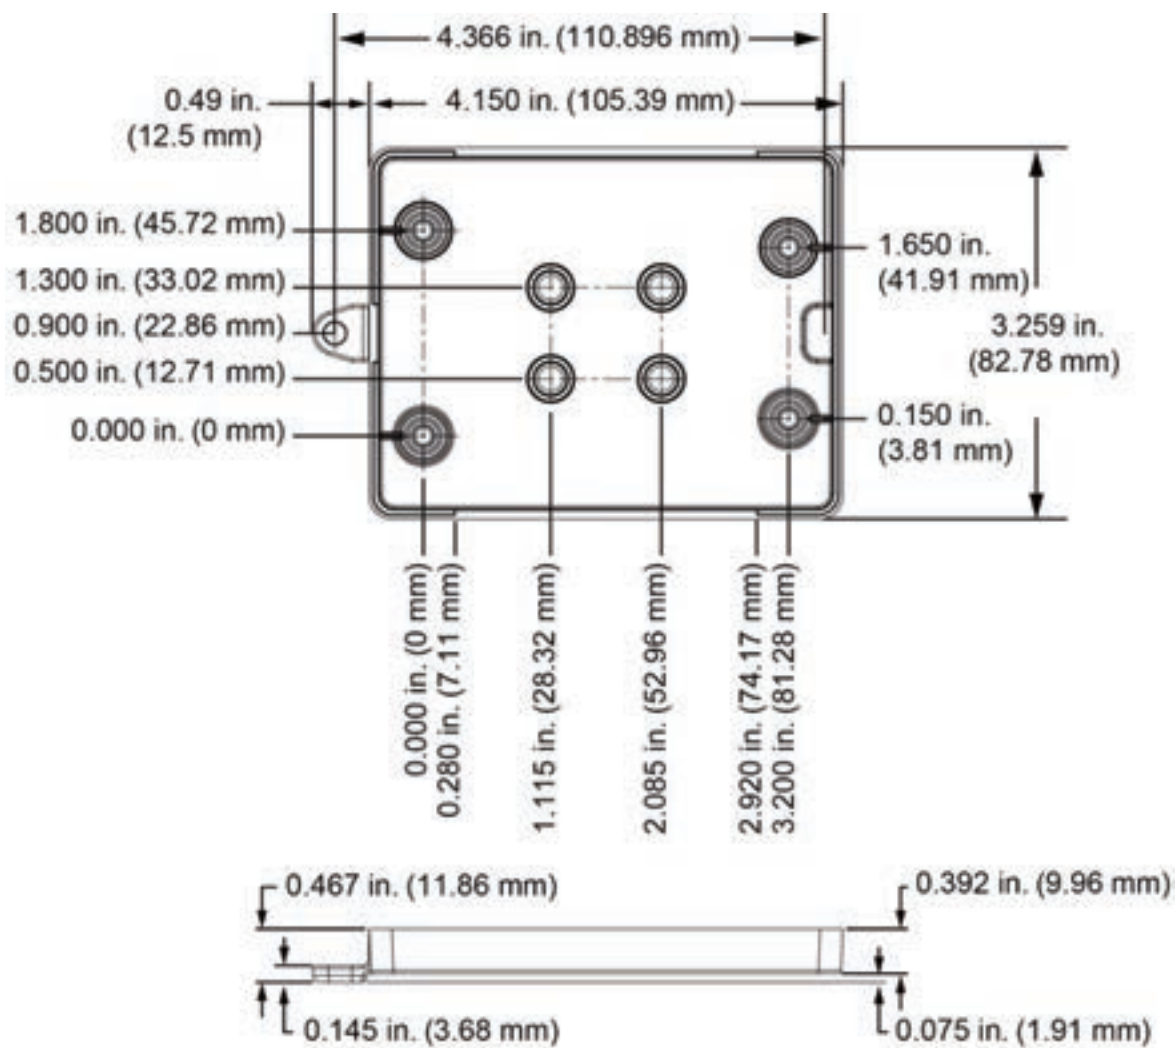 4.366 in. (110.896 mm)
0.49 in.
(12.5 mm)
4.150 in. (105.39 mm)
1.800 in. (45.72 mm)
1.300 in. (33.02 mm)
0.900 in. (22.86 mm)
0.500 in. (12.71 mm)
0.000 in. (0 mm)
1.650 in.
(41.91 mm)
3.259 in.
(82.78 mm)
0.150 in.
(3.81 mm)
0.000 in. (0 mm)
0.280 in. (7.11 mm)
1.115 in. (28.32 mm)
2.085 in. (52.96 mm)
2.920 in. (74.17 mm)
3.200 in. (81.28 mm)
0.467 in. (11.86 mm)
0.392 in. (9.96 mm)
0.145 in. (3.68 mm)
0.075 in. (1.91 mm)